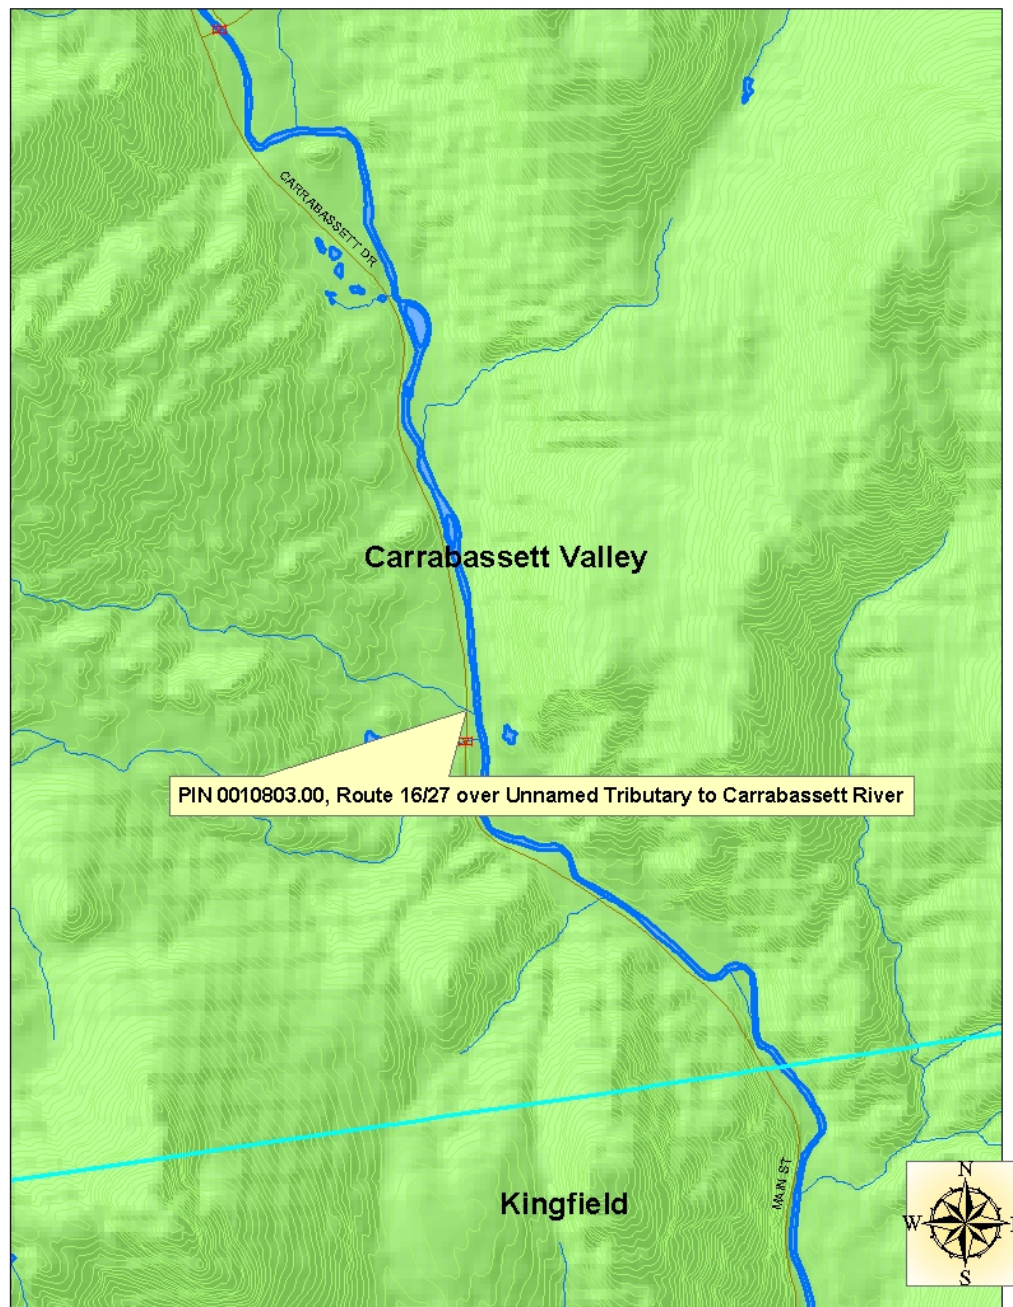 CARRABASSETT DR
Carrabassett Valley
PIN 0010803.00, Route 16/27 over Unnamed Tributary to Carrabassett River
MAIN ST
Kingfield
N
W
S